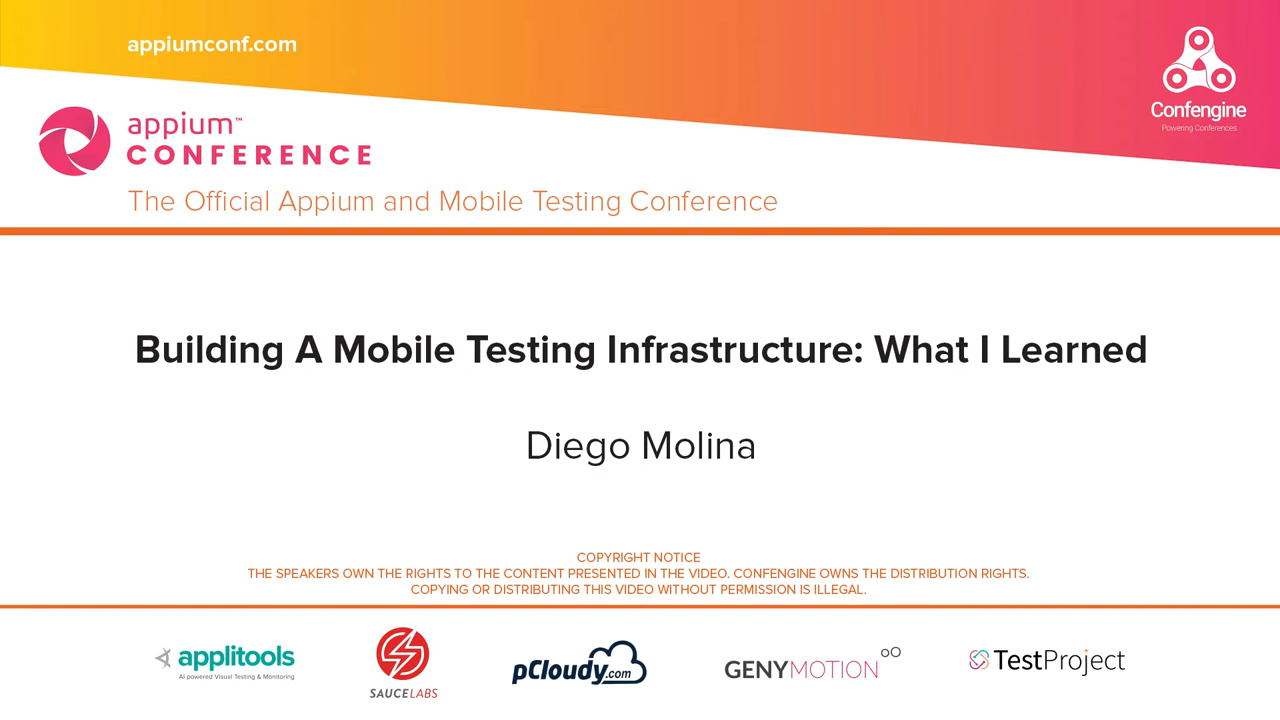 appiumconf.com
Confengine
Powering Conferences
appium™
CONFERENCE
The Official Appium and Mobile Testing Conference
Building A Mobile Testing Infrastructure: What I Learned
Diego Molina
COPYRIGHT NOTICE
THE SPEAKERS OWN THE RIGHTS TO THE CONTENT PRESENTED IN THE VIDEO. CONFENGINE OWNS THE DISTRIBUTION RIGHTS.
COPYING OR DISTRIBUTING THIS VIDEO WITHOUT PERMISSION IS ILLEGAL.
applitools
AI powered Visual Testing & Monitoring
SAUCELABS
pCloudy.com
GENYMOTION
TestProject